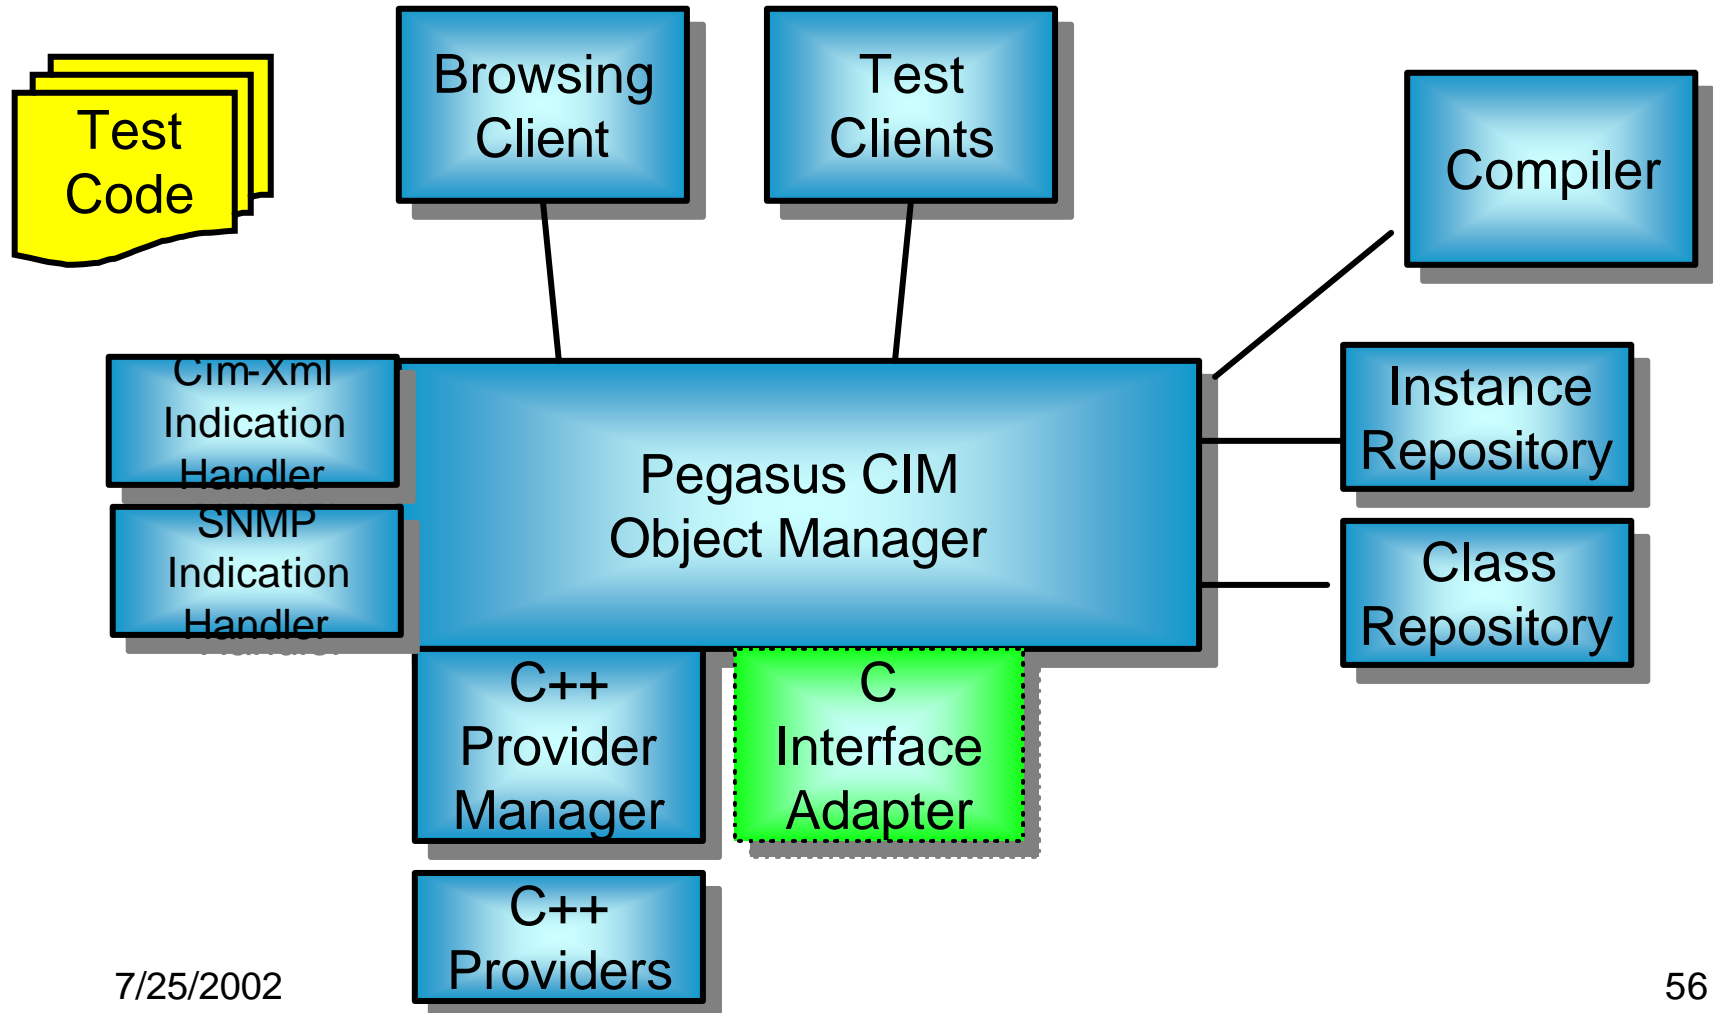 Test
Code
Browsing
Client
Test
Clients
Compiler
Cim-Xml
Indication
Handler
SNMP
Indication
Handler
Pegasus CIM
Object Manager
Instance
Repository
Class
Repository
C++
Provider
Manager
C
Interface
Adapter
C++
Providers
7/25/2002
56